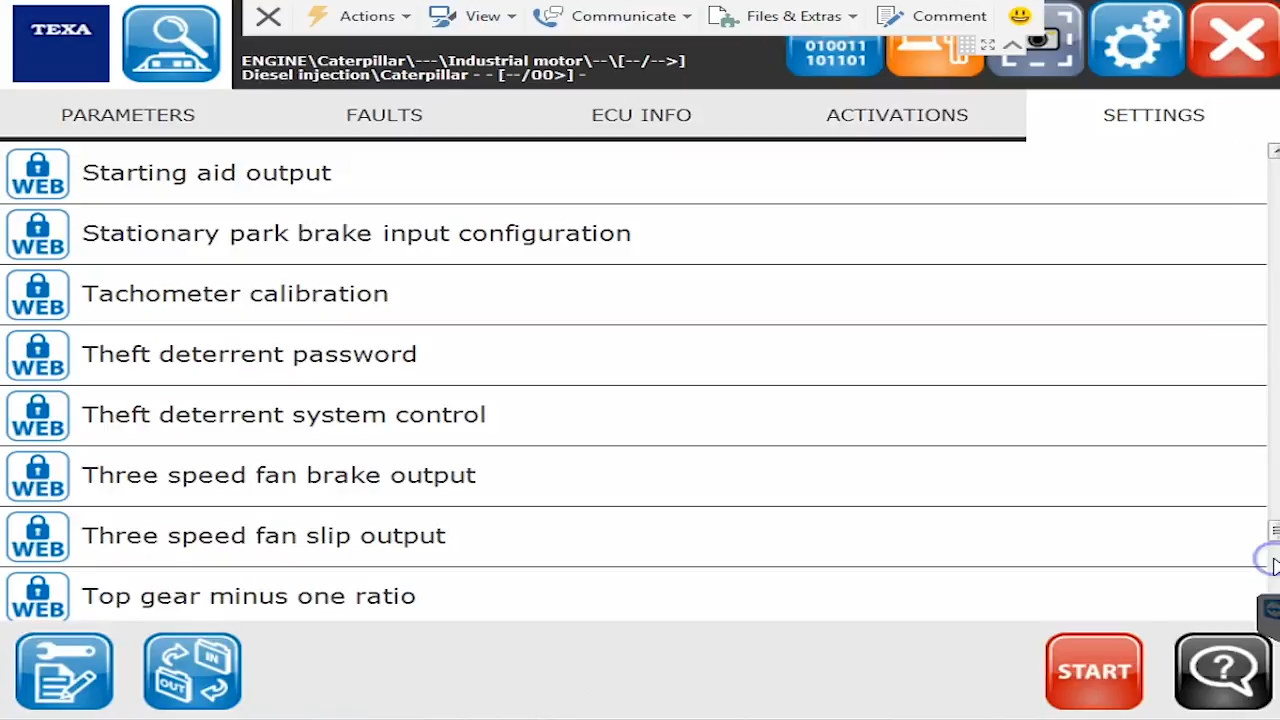 TEXA
Actions
View
Communicate
Files & Extras
Comment
ENGINE\Caterpillar\---\Industrial motor\--\[--/-->]
Diesel injection\Caterpillar - - [--/00>] -
010011
101101
PARAMETERS
FAULTS
ECU INFO
ACTIVATIONS
SETTINGS
WEB Starting aid output
WEB Stationary park brake input configuration
WEB Tachometer calibration
WEB Theft deterrent password
WEB Theft deterrent system control
WEB Three speed fan brake output
WEB Three speed fan slip output
WEB Top gear minus one ratio
IN
OUT
START
?